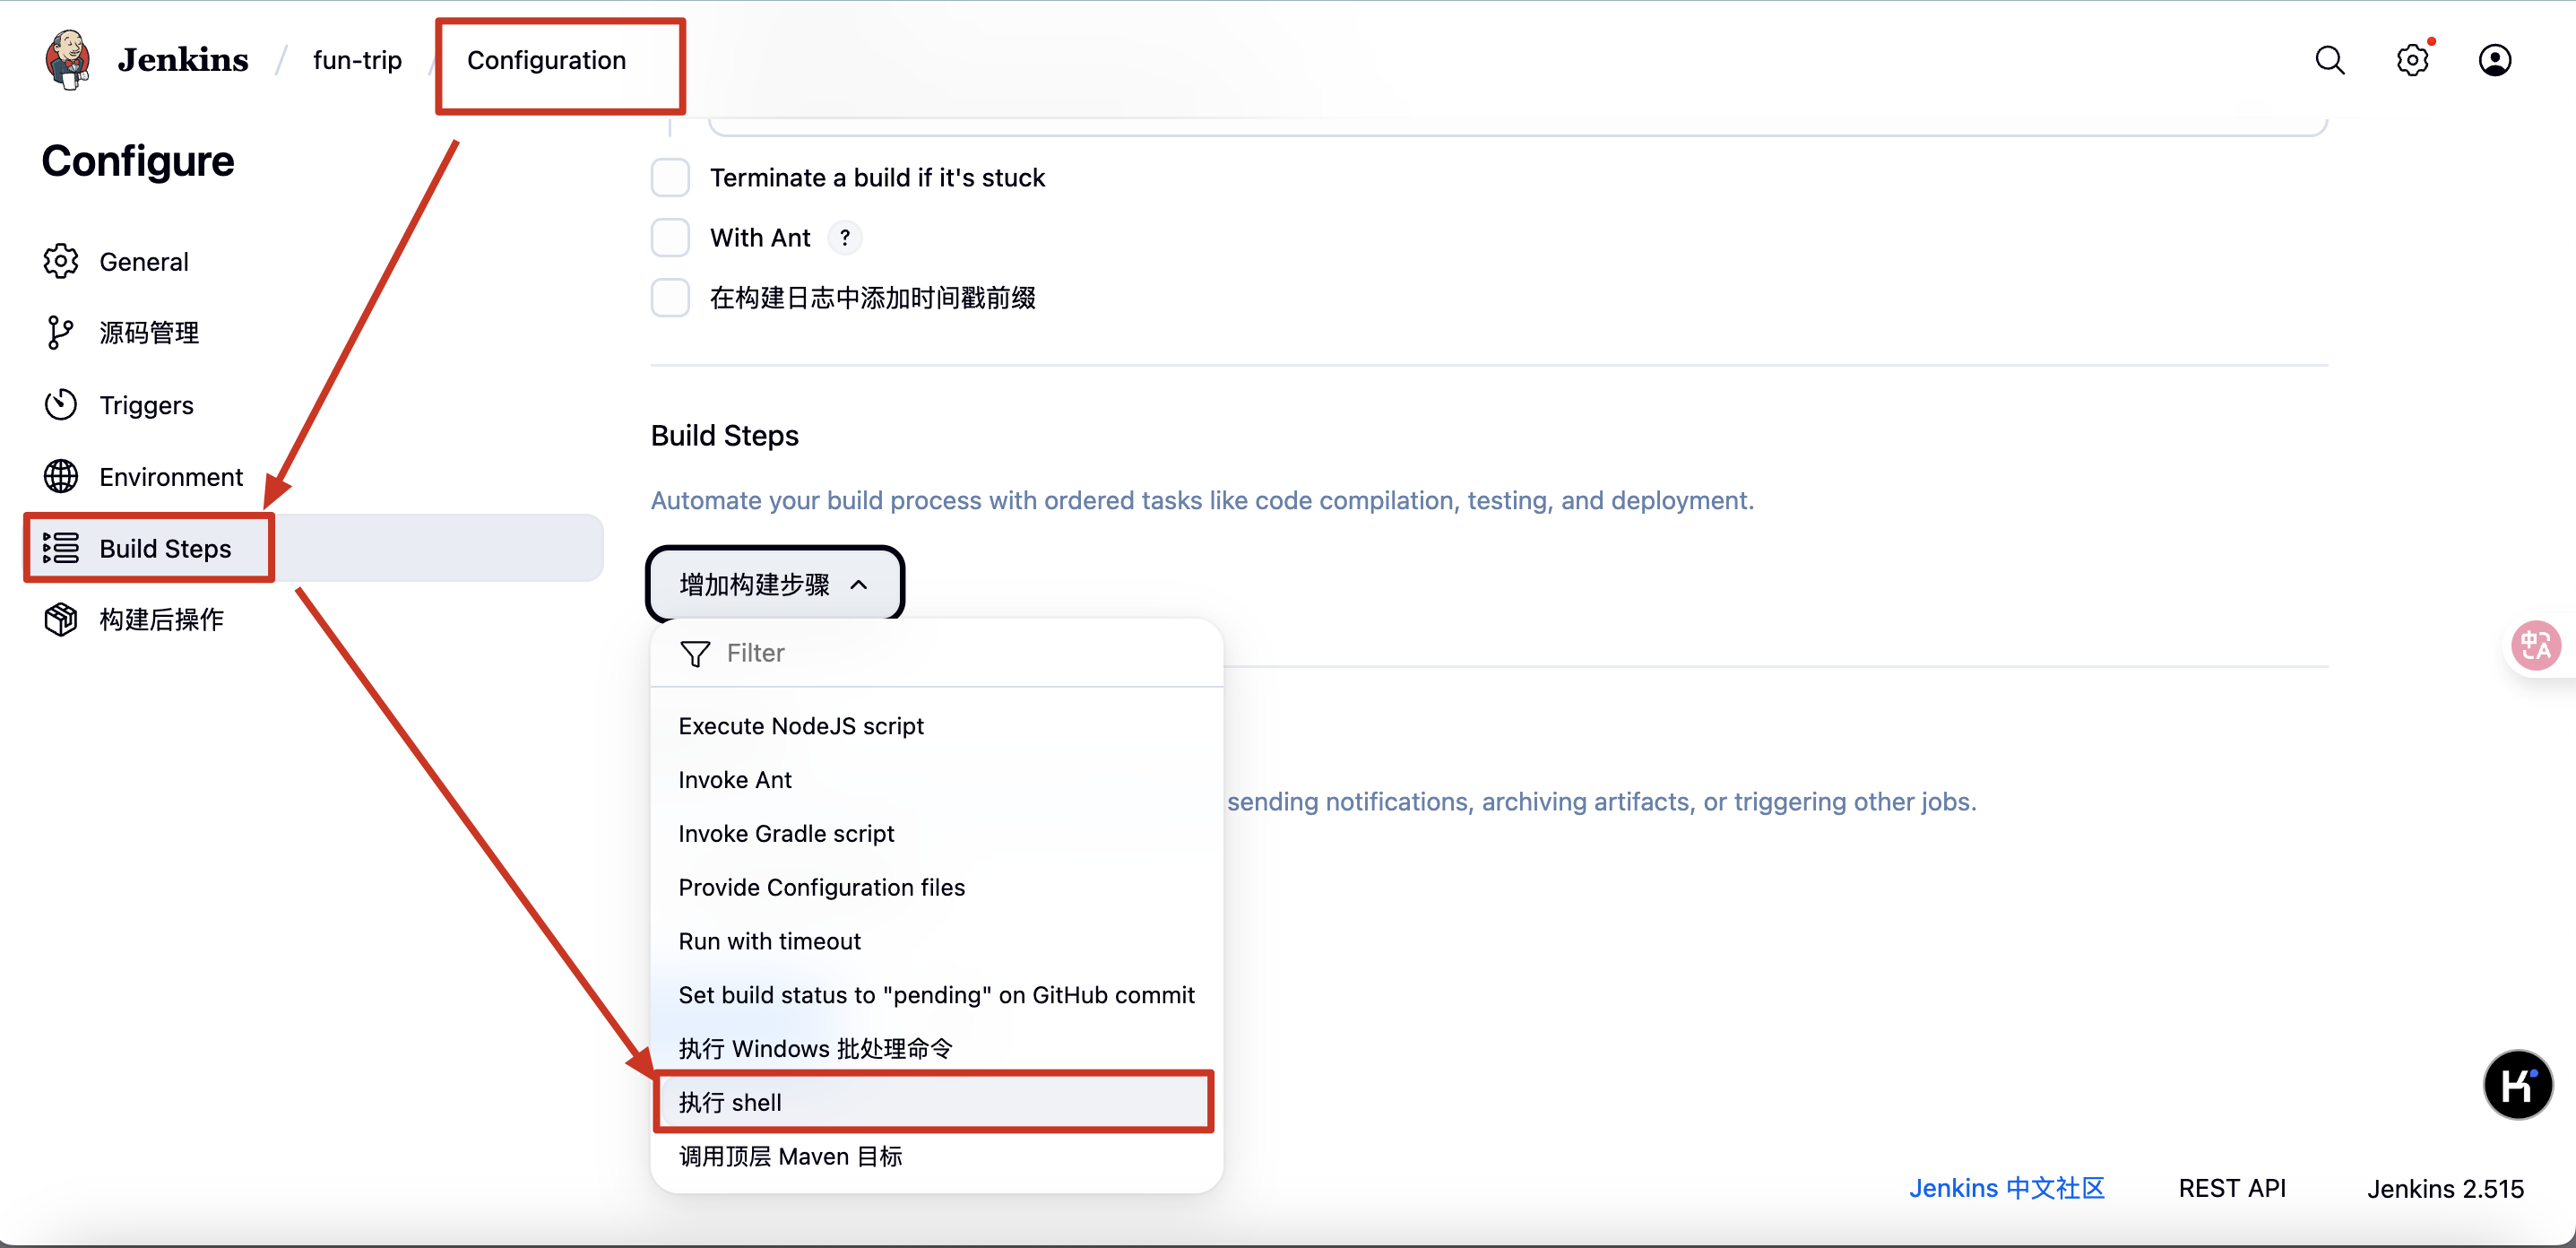 Jenkins / fun-trip / Configuration
Configure
General
源码管理
Triggers
Environment
Build Steps
构建后操作
Terminate a build if it's stuck
With Ant ?
在构建日志中添加时间戳前缀
Build Steps
Automate your build process with ordered tasks like code compilation, testing, and deployment.
增加构建步骤
Filter
Execute NodeJS script
Invoke Ant
Invoke Gradle script
Provide Configuration files
Run with timeout
Set build status to "pending" on GitHub commit
执行 Windows 批处理命令
执行 shell
调用顶层 Maven 目标
sending notifications, archiving artifacts, or triggering other jobs.
中 A
K
Jenkins 中文社区 REST API Jenkins 2.515